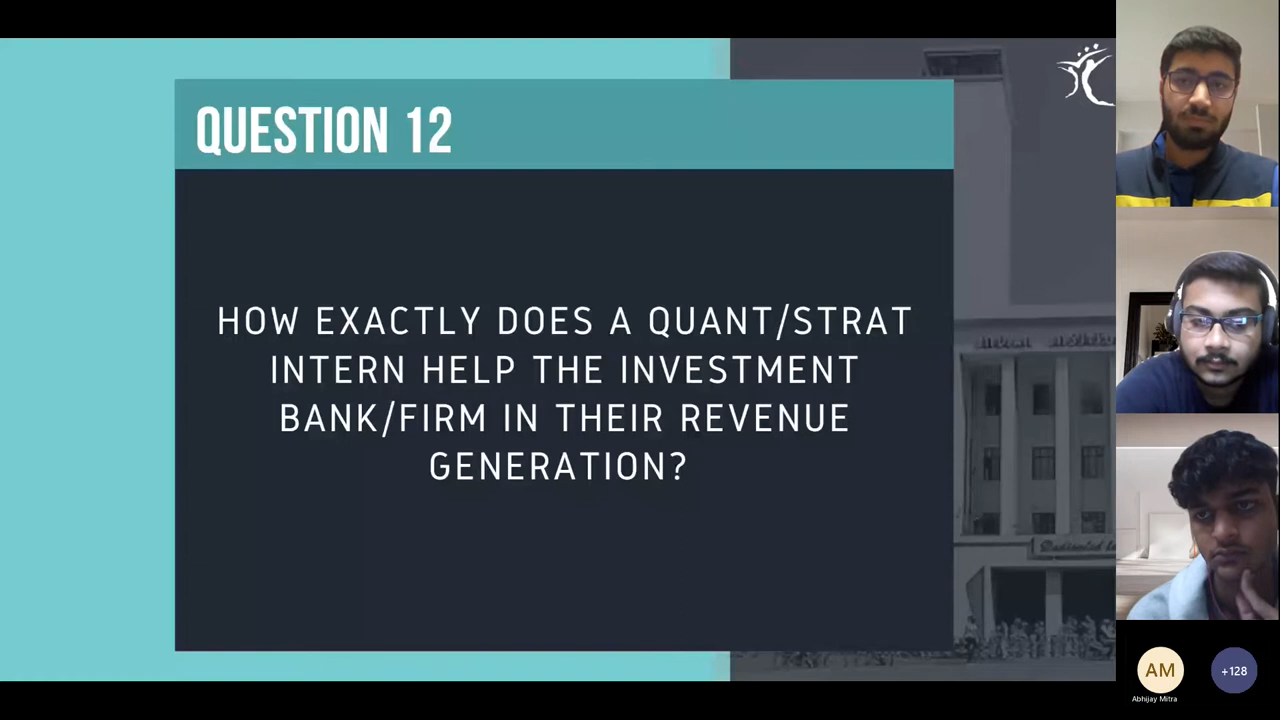 QUESTION 12
HOW EXACTLY DOES A QUANT/STRAT
INTERN HELP THE INVESTMENT
BANK/FIRM IN THEIR REVENUE
GENERATION?
AM
Abhijay Mitra
+128